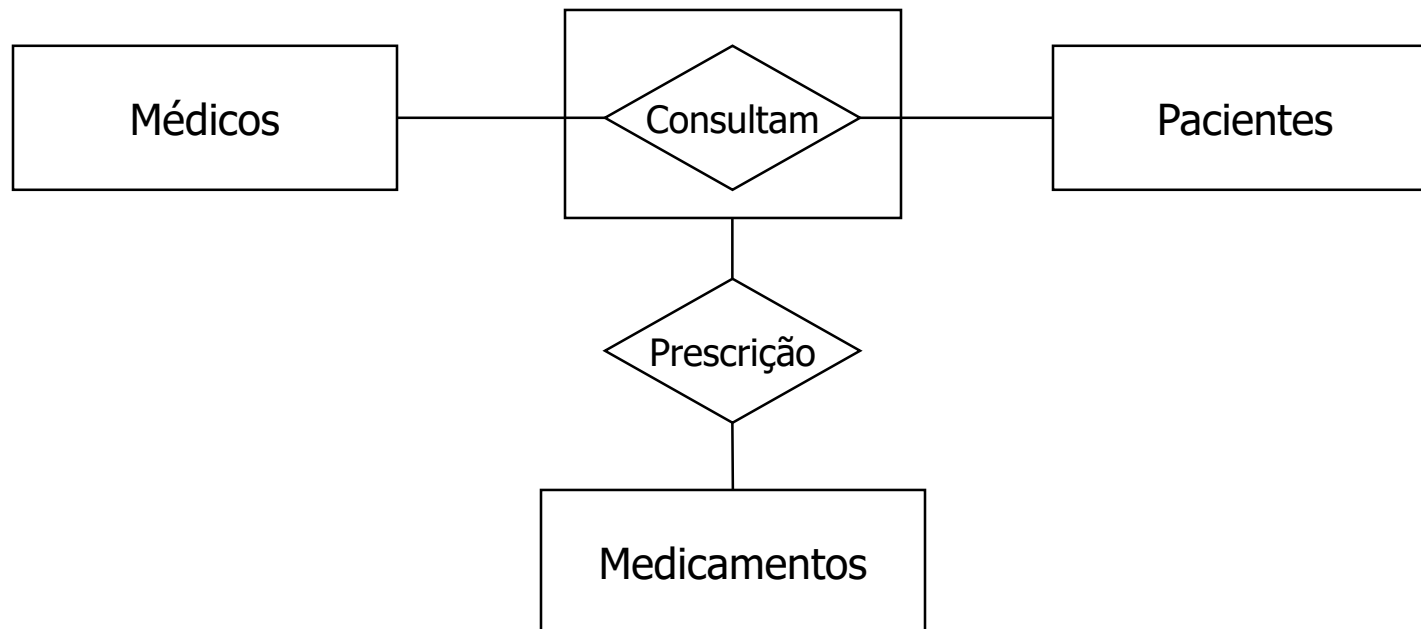 Médicos
Consultam
Pacientes
Prescrição
Medicamentos